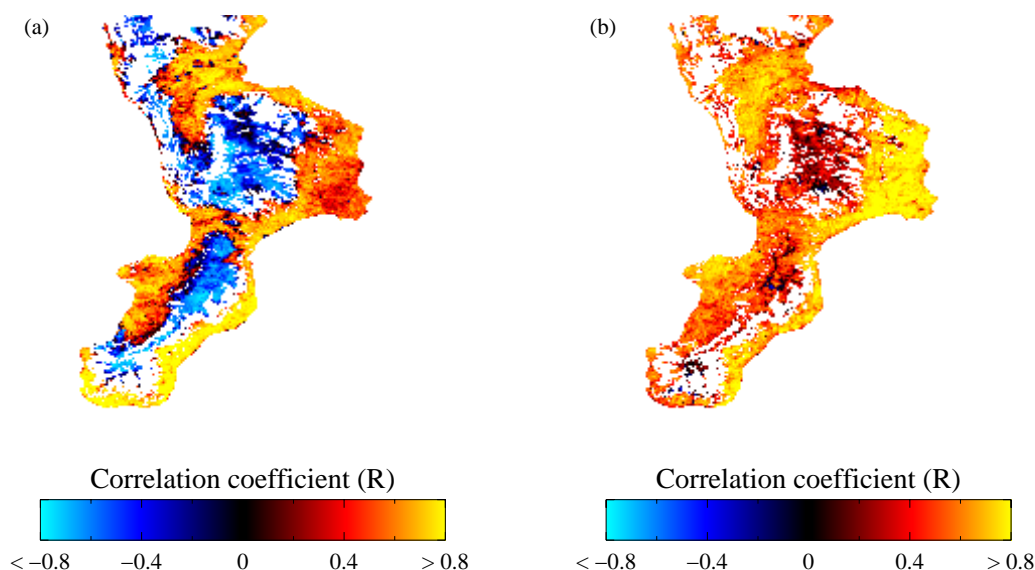 (a)
(b)
Correlation coefficient (R)
Correlation coefficient (R)
< −0.8 −0.4 0 0.4 > 0.8
< −0.8 −0.4 0 0.4 > 0.8